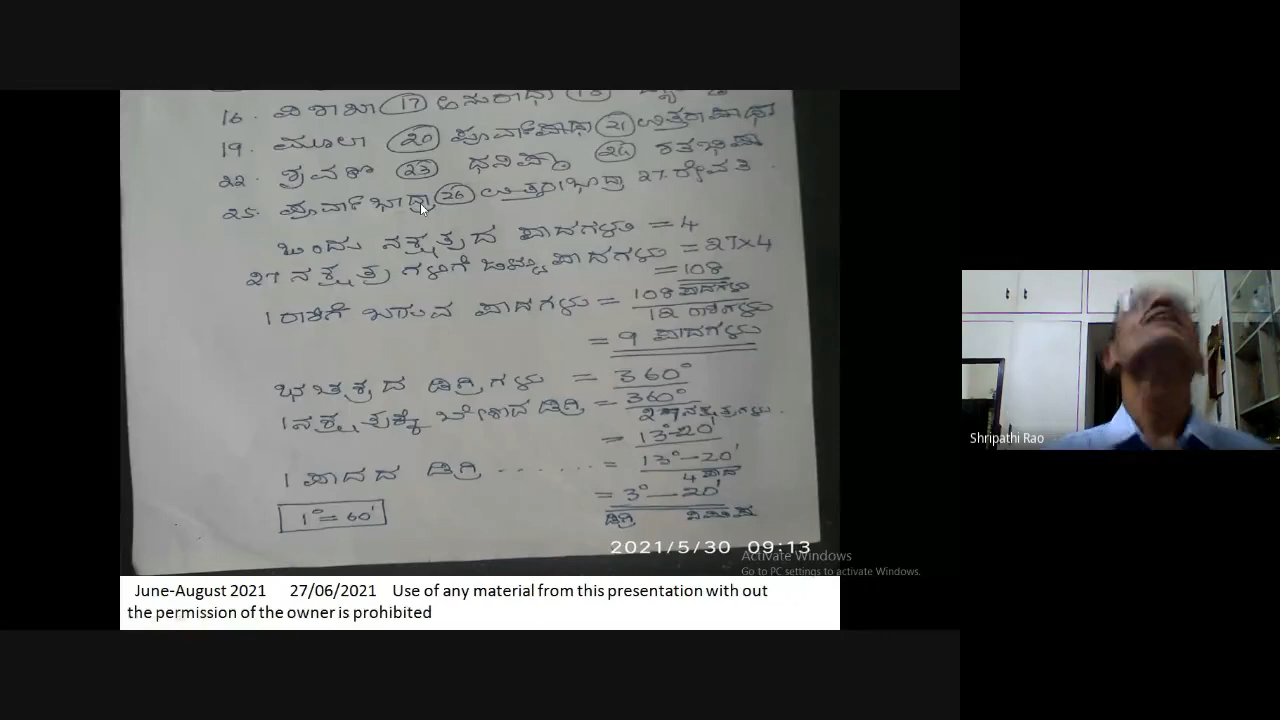 16. ವಿಶಾಖಾ 17 ಅನುರಾಧಾ 18
19. ಮೂಲಾ 20 ಪೂರ್ವಾಷಾಢಾ 21 ಉತ್ತರಾಷಾಢಾ
22. ಶ್ರವಣ 23 ಧನಿಷ್ಠಾ 24 ಶತಭಿಷಾ
25. ಪೂರ್ವಾಭಾದ್ರಾ 26 ಉತ್ತರಾಭಾದ್ರಾ 27. ರೇವತಿ
ಒಂದು ನಕ್ಷತ್ರದ ಪಾದಗಳು = 4
27 ನಕ್ಷತ್ರಗಳಿಗೆ ಒಟ್ಟು ಪಾದಗಳು = 27x4
= 108
1 ರಾಶಿಗೆ ಬರುವ ಪಾದಗಳು = 108 ಪಾದಗಳು
12 ರಾಶಿಗಳು
= 9 ಪಾದಗಳು
ಭಚಕ್ರದ ಡಿಗ್ರಿಗಳು = 360°
1 ನಕ್ಷತ್ರಕ್ಕೆ ಬೇಕಾದ ಡಿಗ್ರಿ = 360°
27 ನಕ್ಷತ್ರಗಳು.
= 13°-20'
1 ಪಾದದ ಡಿಗ್ರಿ ........ = 13°-20'
4 ಪಾದ
= 3°-20'
1° = 60'
ಡಿಗ್ರಿ ನಿಮಿಷ
2021/5/30 09:13
Activate Windows
Go to PC settings to activate Windows.
June-August 2021 27/06/2021 Use of any material from this presentation with out
the permission of the owner is prohibited
Shripathi Rao